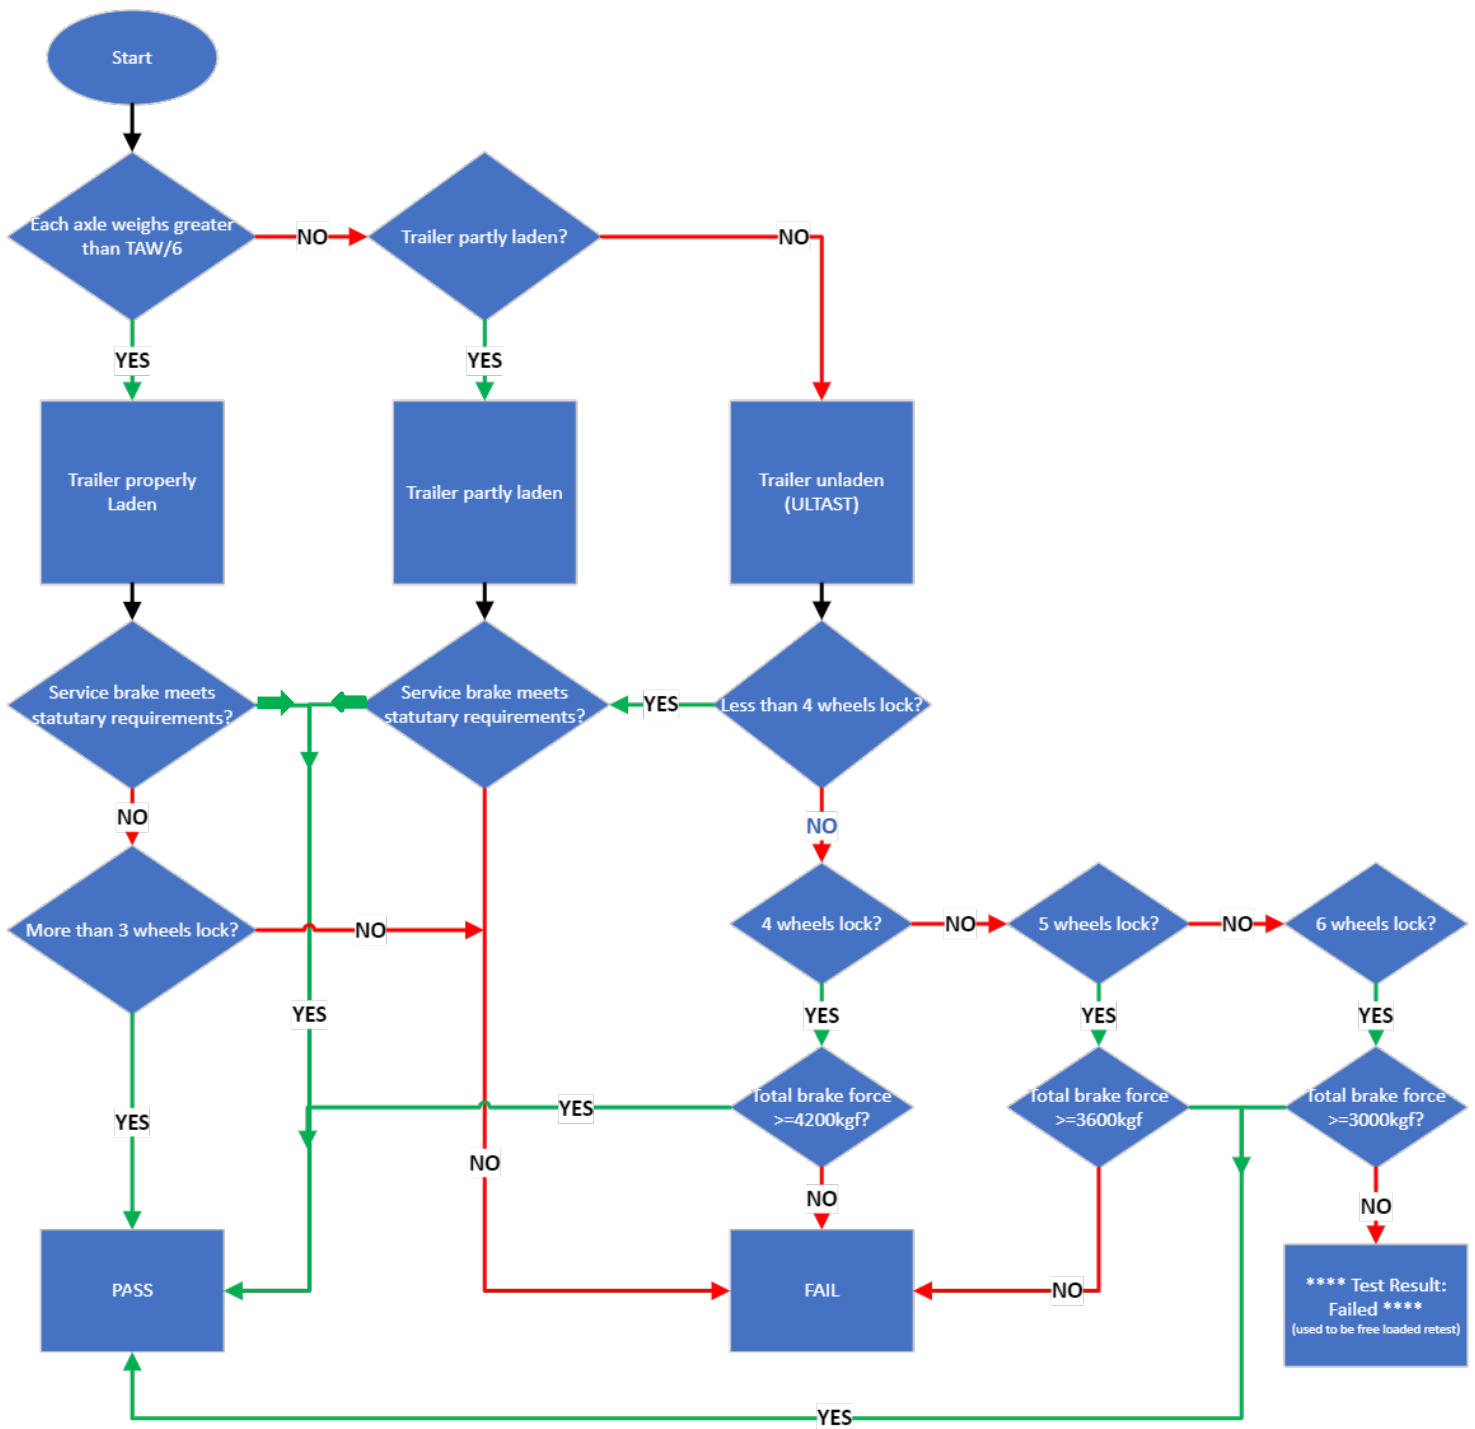 Start
Each axle weighs greater
than TAW/6
NO
Trailer partly laden?
NO
YES
YES
Trailer properly
Laden
Trailer partly laden
Trailer unladen
(ULTAST)
Service brake meets
statutary requirements?
Service brake meets
statutary requirements?
YES
Less than 4 wheels lock?
NO
NO
More than 3 wheels lock?
NO
4 wheels lock?
NO
5 wheels lock?
NO
6 wheels lock?
YES
YES
YES
YES
Total brake force
>=4200kgf?
Total brake force
>=3600kgf
Total brake force
>=3000kgf?
YES
YES
NO
NO
NO
PASS
FAIL
NO
**** Test Result:
Failed ****
(used to be free loaded retest)
YES